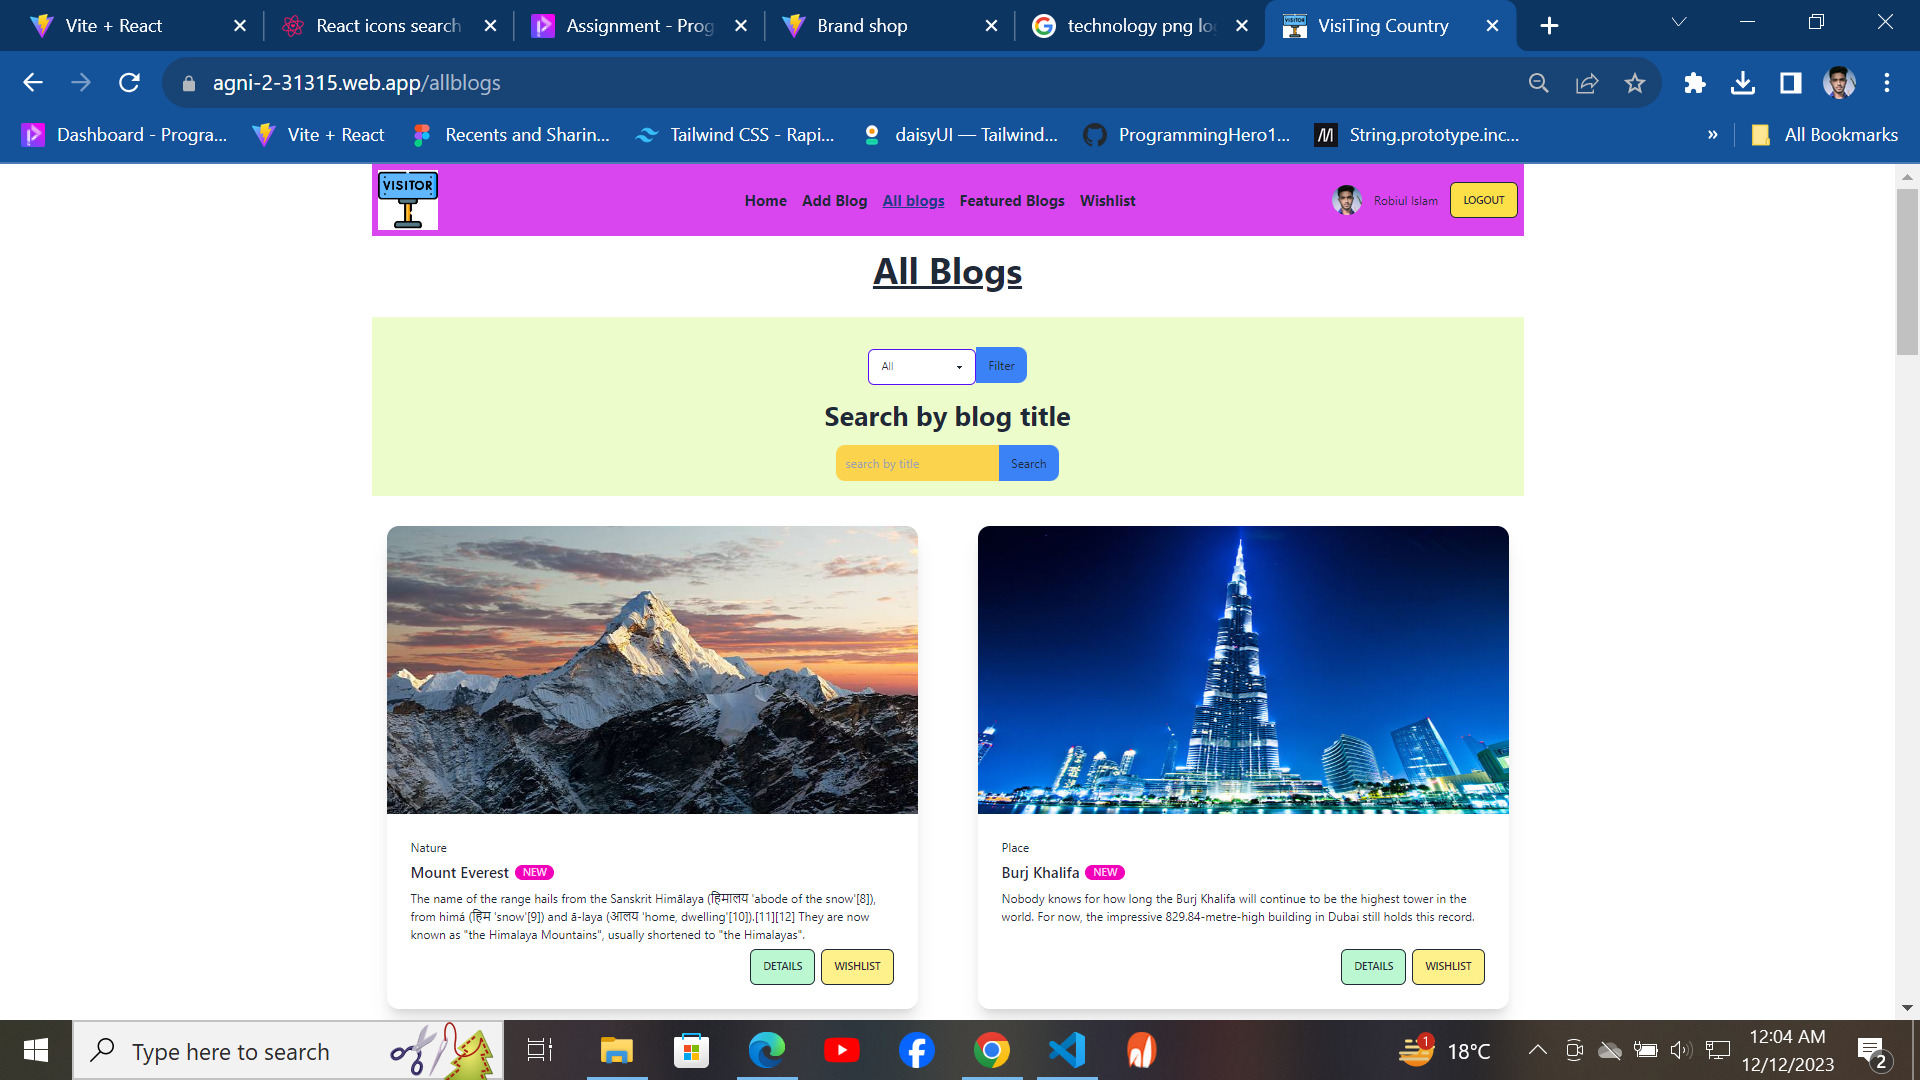 Vite + React
React icons search
Assignment - Prog
Brand shop
technology png lo
VisiTing Country
agni-2-31315.web.app/allblogs
Dashboard - Progra...
Vite + React
Recents and Sharin...
Tailwind CSS - Rapi...
daisyUI — Tailwind...
ProgrammingHero1...
String.prototype.inc...
»
All Bookmarks
VISITOR
Home
Add Blog
All blogs
Featured Blogs
Wishlist
Robiul Islam
LOGOUT
All Blogs
All
Filter
Search by blog title
search by title
Search
Nature
Mount Everest NEW
The name of the range hails from the Sanskrit Himālaya (हिमालय 'abode of the snow'[8]),
from himá (हिम 'snow'[9]) and ā-laya (आलय 'home, dwelling'[10]).[11][12] They are now
known as "the Himalaya Mountains", usually shortened to "the Himalayas".
DETAILS
WISHLIST
Place
Burj Khalifa NEW
Nobody knows for how long the Burj Khalifa will continue to be the highest tower in the
world. For now, the impressive 829.84-metre-high building in Dubai still holds this record.
DETAILS
WISHLIST
Type here to search
1
18°C
12:04 AM
12/12/2023
2